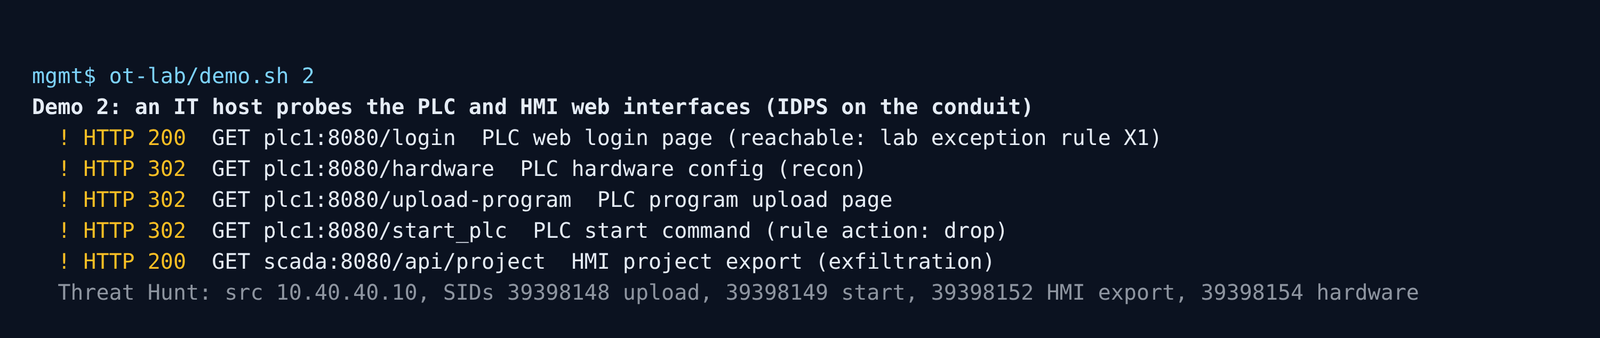 mgmt$ ot-lab/demo.sh 2
Demo 2: an IT host probes the PLC and HMI web interfaces (IDPS on the conduit)
! HTTP 200  GET plc1:8080/login  PLC web login page (reachable: lab exception rule X1)
! HTTP 302  GET plc1:8080/hardware  PLC hardware config (recon)
! HTTP 302  GET plc1:8080/upload-program  PLC program upload page
! HTTP 302  GET plc1:8080/start_plc  PLC start command (rule action: drop)
! HTTP 200  GET scada:8080/api/project  HMI project export (exfiltration)
Threat Hunt: src 10.40.40.10, SIDs 39398148 upload, 39398149 start, 39398152 HMI export, 39398154 hardware